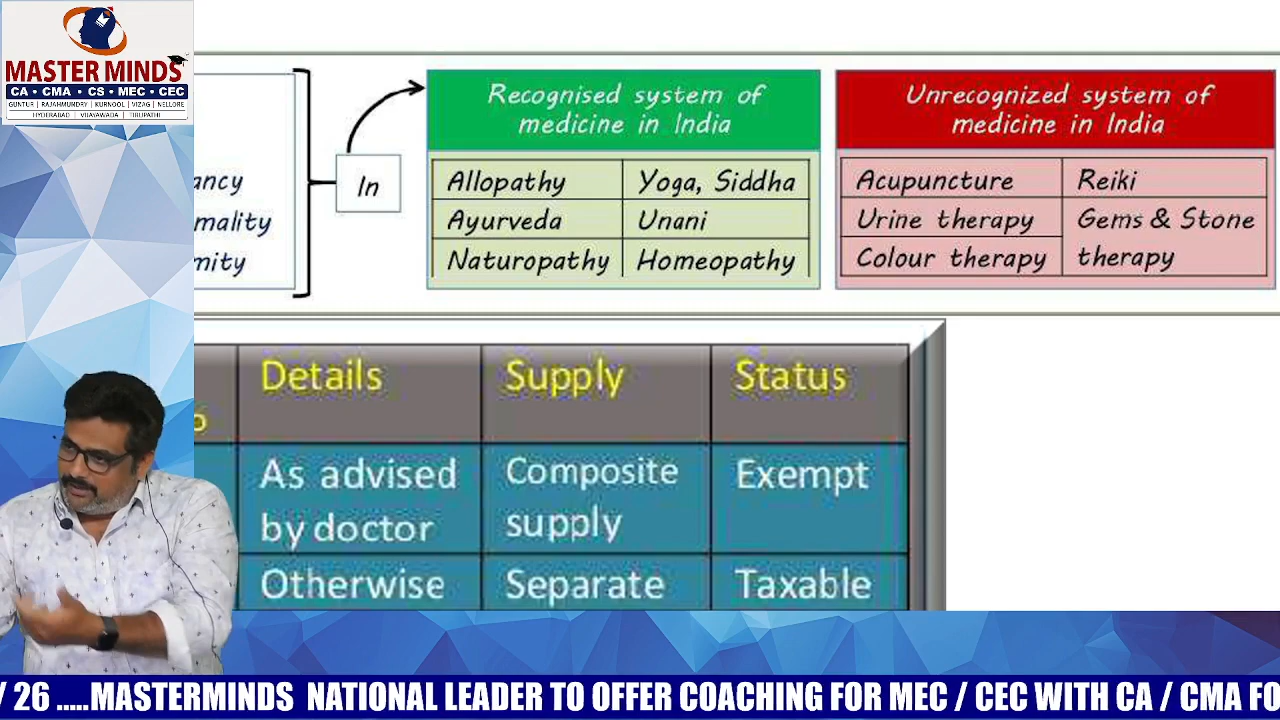 MASTER MINDS
CA • CMA • CS • MEC • CEC
GUNTUR | RAJAHMUNDRY | KURNOOL | VIZAG | NELLORE
HYDERABAD | VIJAYAWADA | TIRUPATHI
ancy
mality
mity
In
Recognised system of
medicine in India
Allopathy
Yoga, Siddha
Ayurveda
Unani
Naturopathy
Homeopathy
Unrecognized system of
medicine in India
Acupuncture
Reiki
Urine therapy
Gems & Stone
therapy
Colour therapy
Details
Supply
Status
As advised
by doctor
Composite
supply
Exempt
Otherwise
Separate
Taxable
/ 26 .....MASTERMINDS NATIONAL LEADER TO OFFER COACHING FOR MEC / CEC WITH CA / CMA FO